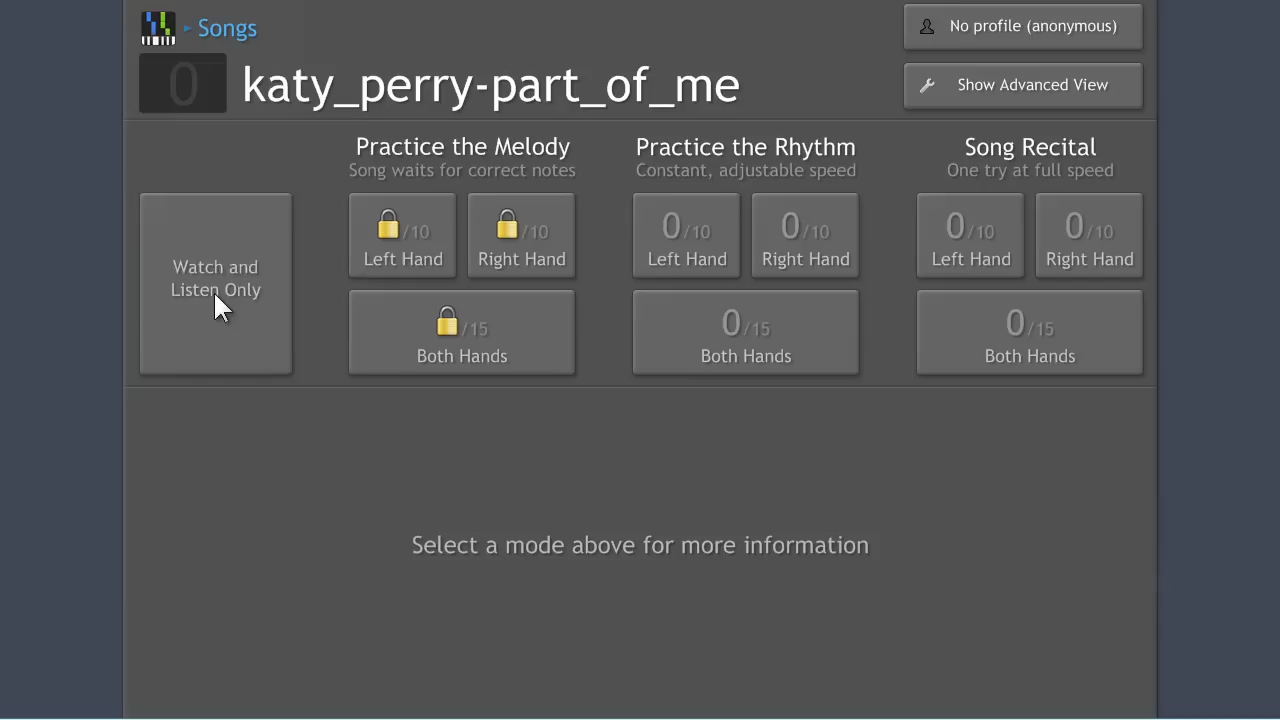 Songs
No profile (anonymous)
0 katy_perry-part_of_me
Show Advanced View
Practice the Melody
Song waits for correct notes
Practice the Rhythm
Constant, adjustable speed
Song Recital
One try at full speed
Watch and
Listen Only
/10
Left Hand
/10
Right Hand
/15
Both Hands
0/10
Left Hand
0/10
Right Hand
0/15
Both Hands
0/10
Left Hand
0/10
Right Hand
0/15
Both Hands
Select a mode above for more information